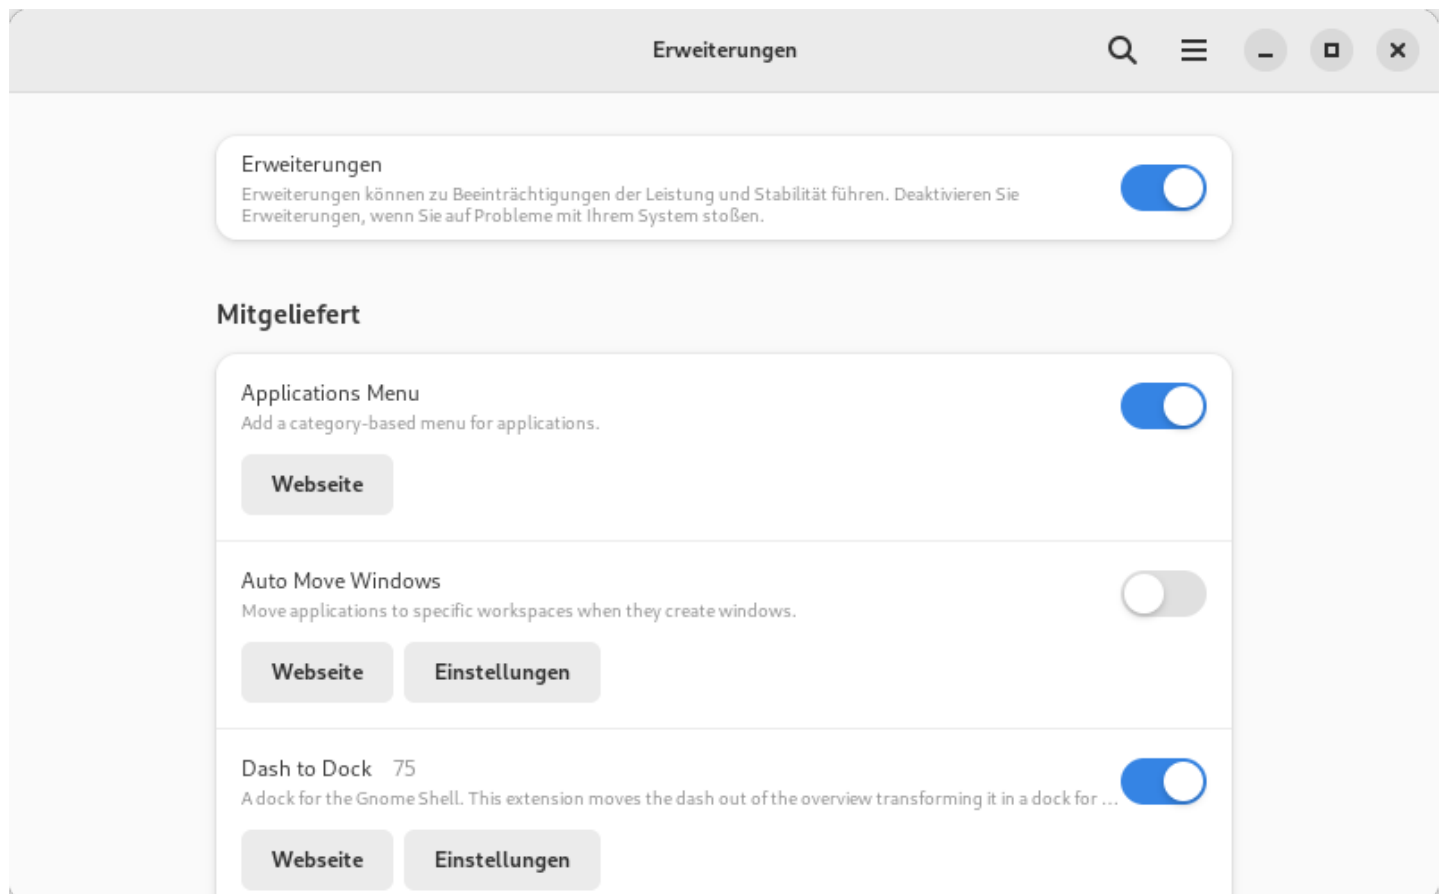 Erweiterungen
Erweiterungen
Erweiterungen können zu Beeinträchtigungen der Leistung und Stabilität führen. Deaktivieren Sie
Erweiterungen, wenn Sie auf Probleme mit Ihrem System stoßen.
Mitgeliefert
Applications Menu
Add a category-based menu for applications.
Webseite
Auto Move Windows
Move applications to specific workspaces when they create windows.
Webseite Einstellungen
Dash to Dock 75
A dock for the Gnome Shell. This extension moves the dash out of the overview transforming it in a dock for ...
Webseite Einstellungen